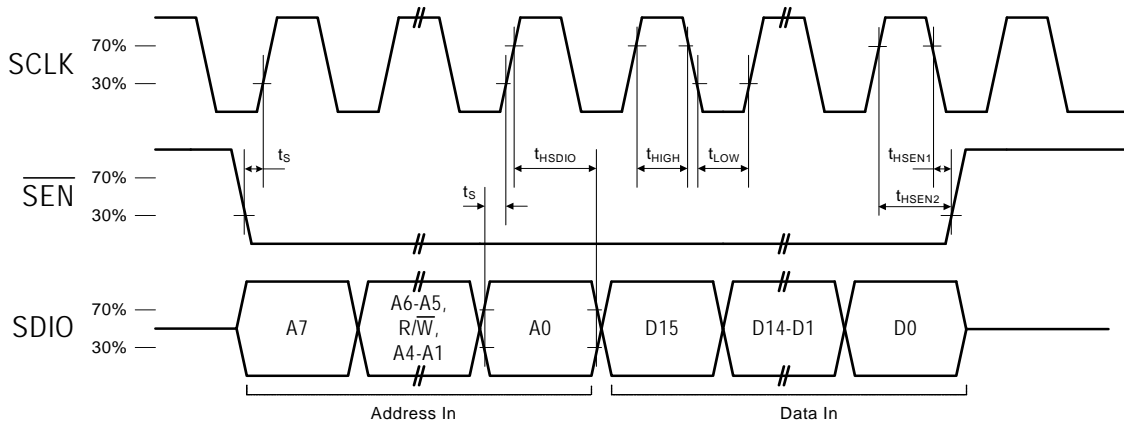 SCLK
70%
30%
tS
tHSDIO
tHIGH
tLOW
tHSEN1
tHSEN2
SEN
70%
30%
tS
SDIO
70%
30%
A7
A6-A5,
R/W,
A4-A1
A0
D15
D14-D1
D0
Address In
Data In